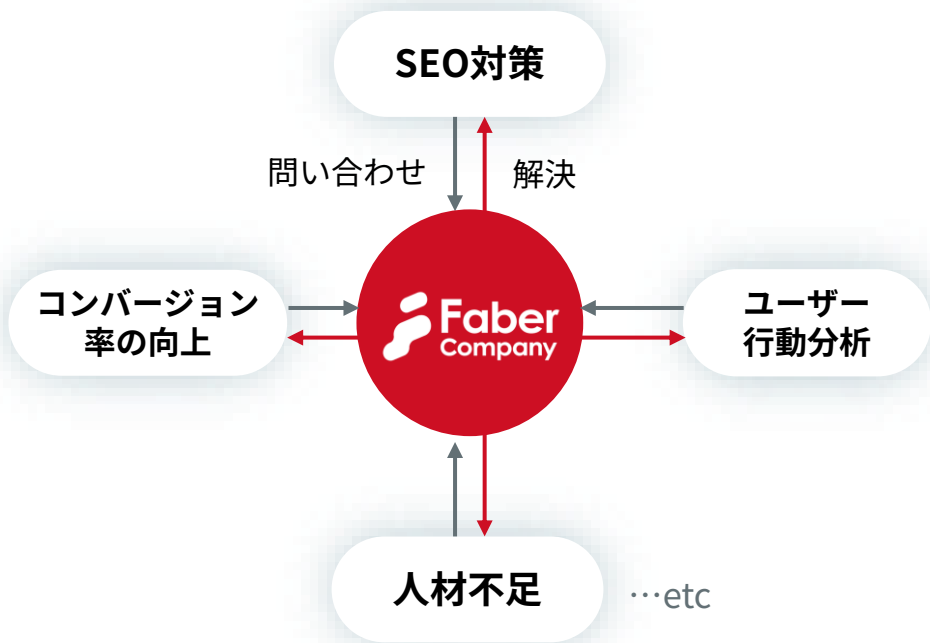 SEO対策
問い合わせ
解決
コンバージョン
率の向上
Faber
Company
ユーザー
行動分析
人材不足
…etc